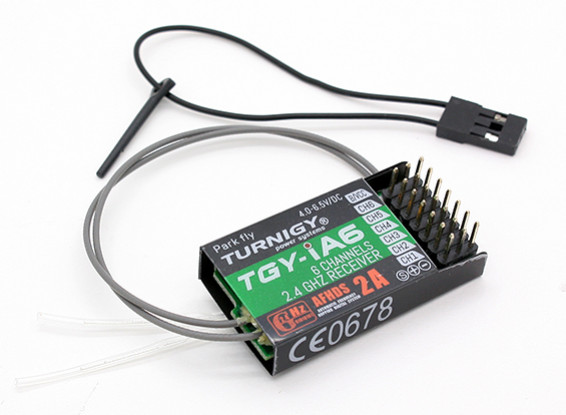 Park fly
4.0-6.5V/DC
TURNIGY®
power systems
TGY-iA6
6 CHANNELS
2.4 GHZ RECEIVER
AFHDS 2A
CE0678
B/VCC
CH6
CH5
CH4
CH3
CH2
CH1
S